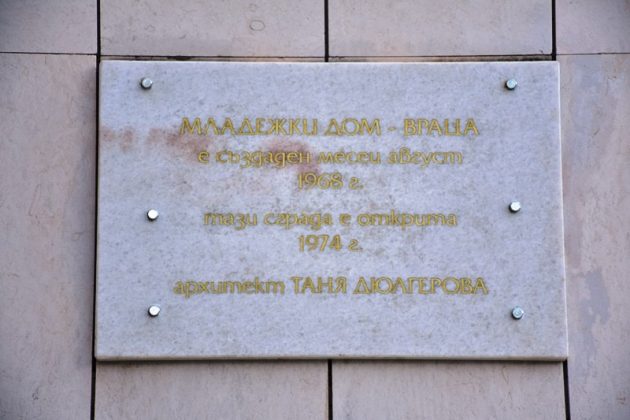 МЛАДЕЖКИ ДОМ - ВРАЦА
е създаден месец август
1968 г.
тази сграда е открита
1974 г.
архитект ТАНЯ ДЮЛГЕРОВА